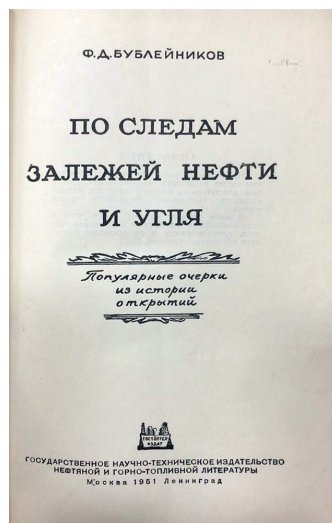 Ф.Д.БУБЛЕЙНИКОВ
ПО СЛЕДАМ
ЗАЛЕЖЕЙ НЕФТИ
И УГЛЯ
Популярные очерки
из истории
открытий
ГОСТОПТЕХ-
ИЗДАТ
ГОСУДАРСТВЕННОЕ НАУЧНО-ТЕХНИЧЕСКОЕ ИЗДАТЕЛЬСТВО
НЕФТЯНОЙ И ГОРНО-ТОПЛИВНОЙ ЛИТЕРАТУРЫ
Москва 1951 Ленинград